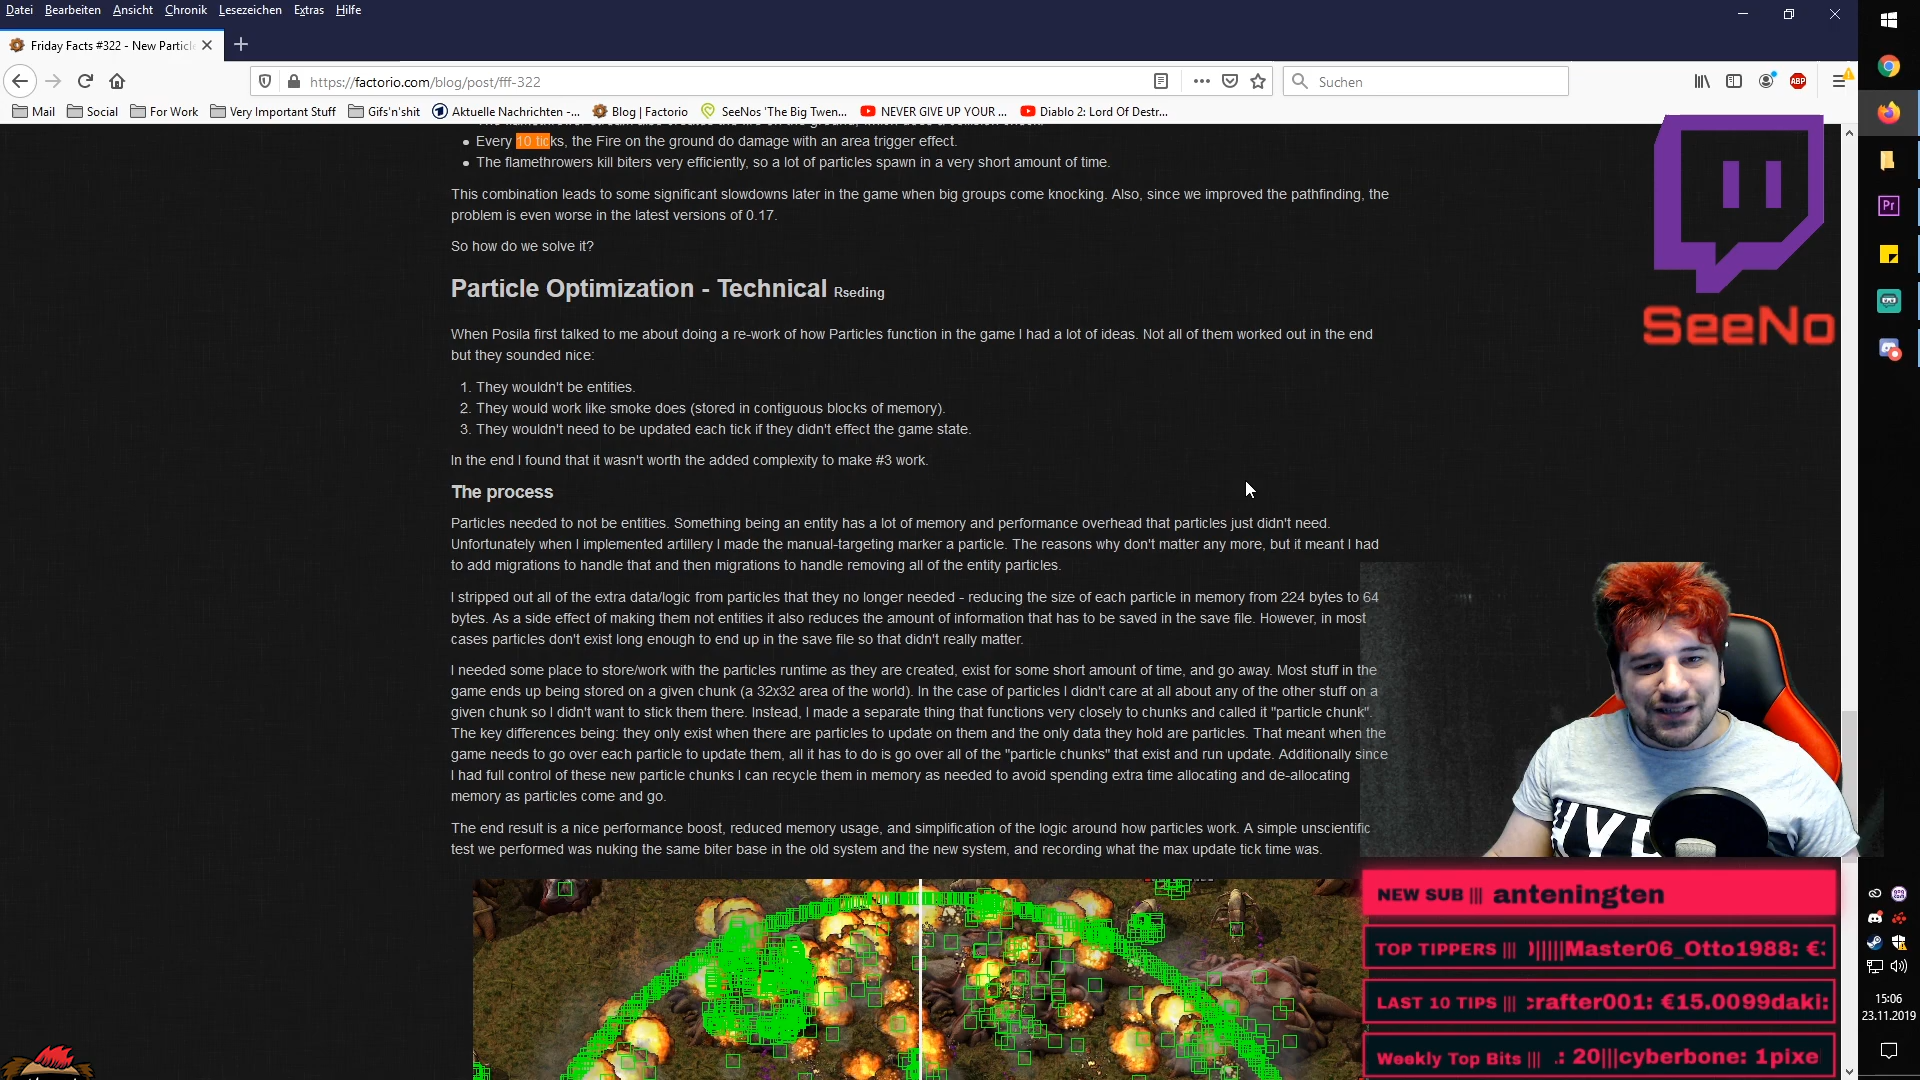 Datei Bearbeiten Ansicht Chronik Lesezeichen Extras Hilfe
Friday Facts #322 - New Particle
https://factorio.com/blog/post/fff-322
Suchen
Mail Social For Work Very Important Stuff Gifs'n'shit Aktuelle Nachrichten -... Blog | Factorio SeeNos 'The Big Twen... NEVER GIVE UP YOUR ... Diablo 2: Lord Of Destr...
Every 10 ticks, the Fire on the ground do damage with an area trigger effect.
The flamethrowers kill biters very efficiently, so a lot of particles spawn in a very short amount of time.
This combination leads to some significant slowdowns later in the game when big groups come knocking. Also, since we improved the pathfinding, the
problem is even worse in the latest versions of 0.17.
So how do we solve it?
Particle Optimization - Technical Rseding
When Posila first talked to me about doing a re-work of how Particles function in the game I had a lot of ideas. Not all of them worked out in the end
but they sounded nice:
1. They wouldn't be entities.
2. They would work like smoke does (stored in contiguous blocks of memory).
3. They wouldn't need to be updated each tick if they didn't effect the game state.
In the end I found that it wasn't worth the added complexity to make #3 work.
The process
Particles needed to not be entities. Something being an entity has a lot of memory and performance overhead that particles just didn't need.
Unfortunately when I implemented artillery I made the manual-targeting marker a particle. The reasons why don't matter any more, but it meant I had
to add migrations to handle that and then migrations to handle removing all of the entity particles.
I stripped out all of the extra data/logic from particles that they no longer needed - reducing the size of each particle in memory from 224 bytes to 64
bytes. As a side effect of making them not entities it also reduces the amount of information that has to be saved in the save file. However, in most
cases particles don't exist long enough to end up in the save file so that didn't really matter.
I needed some place to store/work with the particles runtime as they are created, exist for some short amount of time, and go away. Most stuff in the
game ends up being stored on a given chunk (a 32x32 area of the world). In the case of particles I didn't care at all about any of the other stuff on a
given chunk so I didn't want to stick them there. Instead, I made a separate thing that functions very closely to chunks and called it "particle chunk".
The key differences being: they only exist when there are particles to update on them and the only data they hold are particles. That meant when the
game needs to go over each particle to update them, all it has to do is go over all of the "particle chunks" that exist and run update. Additionally since
I had full control of these new particle chunks I can recycle them in memory as needed to avoid spending extra time allocating and de-allocating
memory as particles come and go.
The end result is a nice performance boost, reduced memory usage, and simplification of the logic around how particles work. A simple unscientific
test we performed was nuking the same biter base in the old system and the new system, and recording what the max update tick time was.
ABP
Pr
SeeNo
NEW SUB ||| anteningten
TOP TIPPERS ||| )|||||Master06_Otto1988: €
LAST 10 TIPS ||| crafter001: €15.0099daki:
Weekly Top Bits ||| .: 20|||cyberbone: 1pixe
15:06
23.11.2019